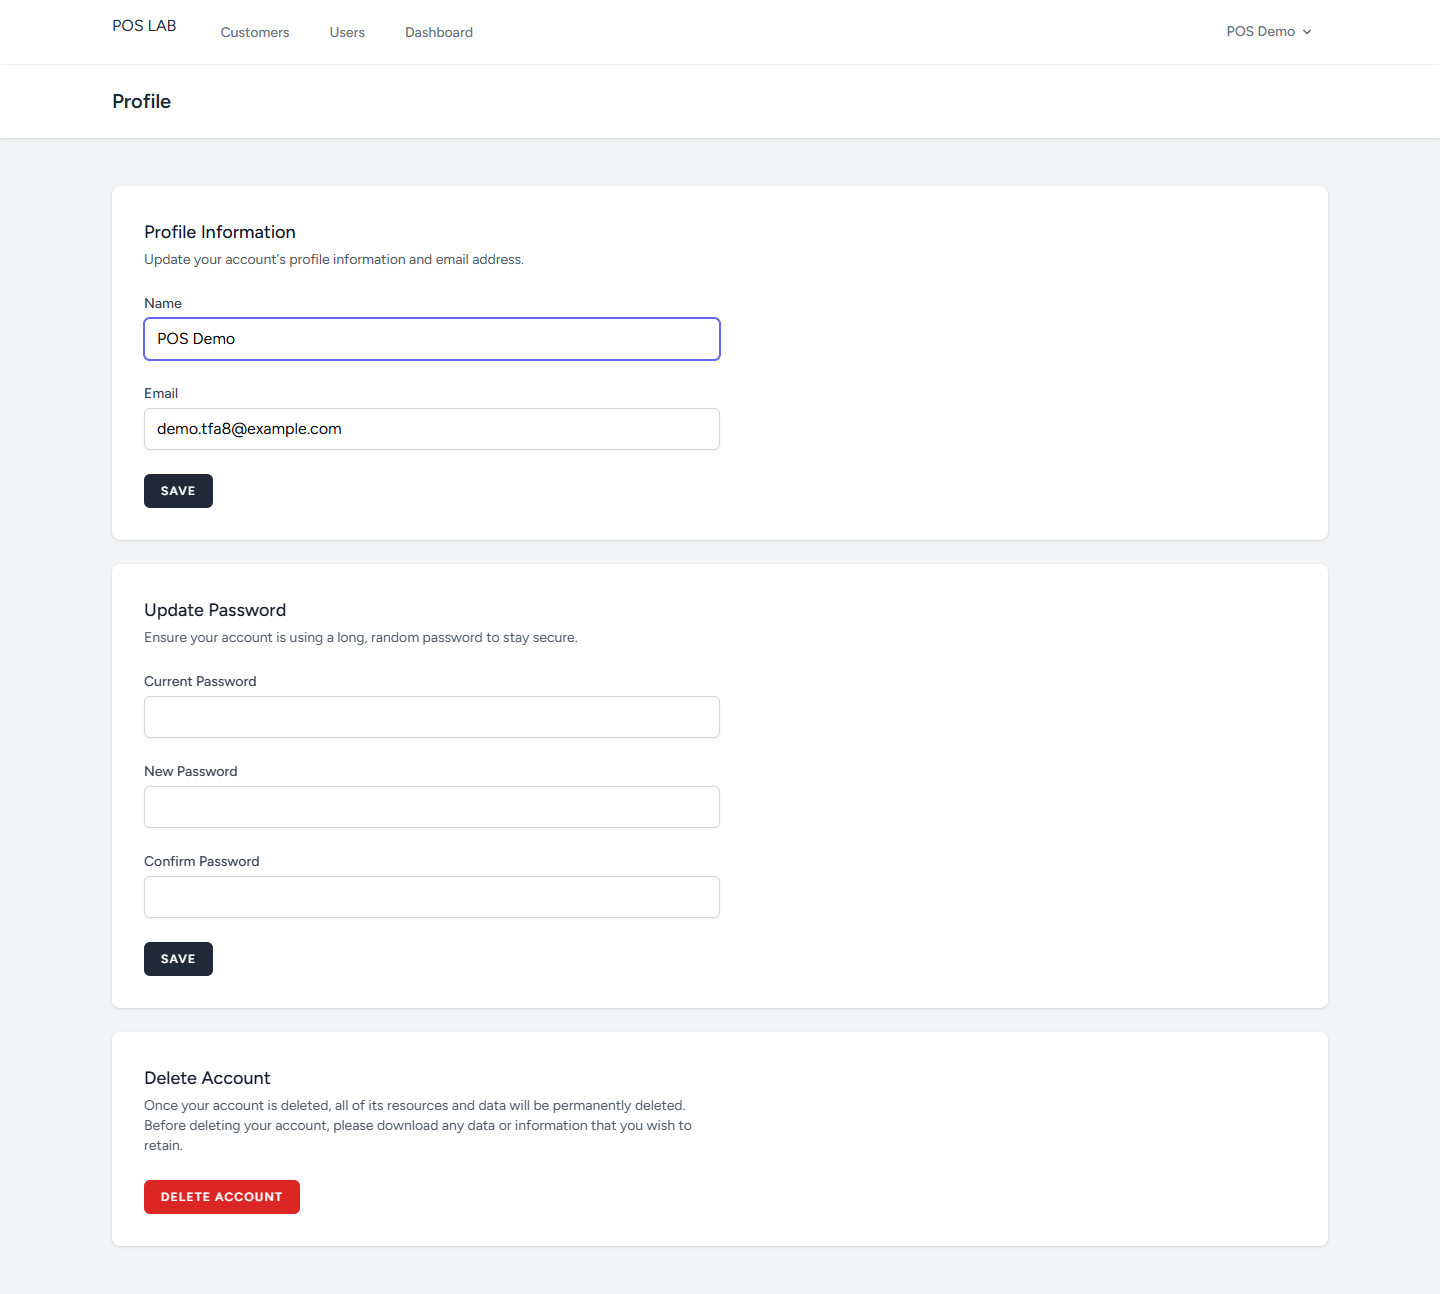 POS LAB
Customers
Users
Dashboard
POS Demo
Profile
Profile Information
Update your account's profile information and email address.
Name
POS Demo
Email
demo.tfa8@example.com
SAVE
Update Password
Ensure your account is using a long, random password to stay secure.
Current Password
New Password
Confirm Password
SAVE
Delete Account
Once your account is deleted, all of its resources and data will be permanently deleted.
Before deleting your account, please download any data or information that you wish to
retain.
DELETE ACCOUNT